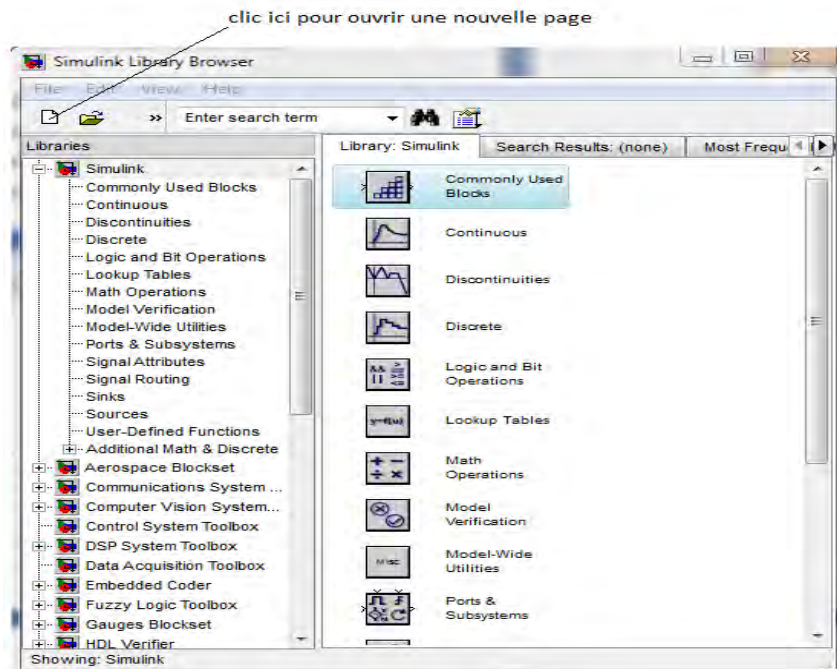 clic ici pour ouvrir une nouvelle page
Simulink Library Browser
File Edit View Help
» Enter search term
Libraries
Simulink
Commonly Used Blocks
Continuous
Discontinuities
Discrete
Logic and Bit Operations
Lookup Tables
Math Operations
Model Verification
Model-Wide Utilities
Ports & Subsystems
Signal Attributes
Signal Routing
Sinks
Sources
User-Defined Functions
Additional Math & Discrete
Aerospace Blockset
Communications System ...
Computer Vision System...
Control System Toolbox
DSP System Toolbox
Data Acquisition Toolbox
Embedded Coder
Fuzzy Logic Toolbox
Gauges Blockset
HDL Verifier
Library: Simulink Search Results: (none) Most Frequ
Commonly Used
Blocks
Continuous
Discontinuities
Discrete
Logic and Bit
Operations
y=f(u)
Lookup Tables
Math
Operations
Model
Verification
Misc
Model-Wide
Utilities
Ports &
Subsystems
Showing: Simulink